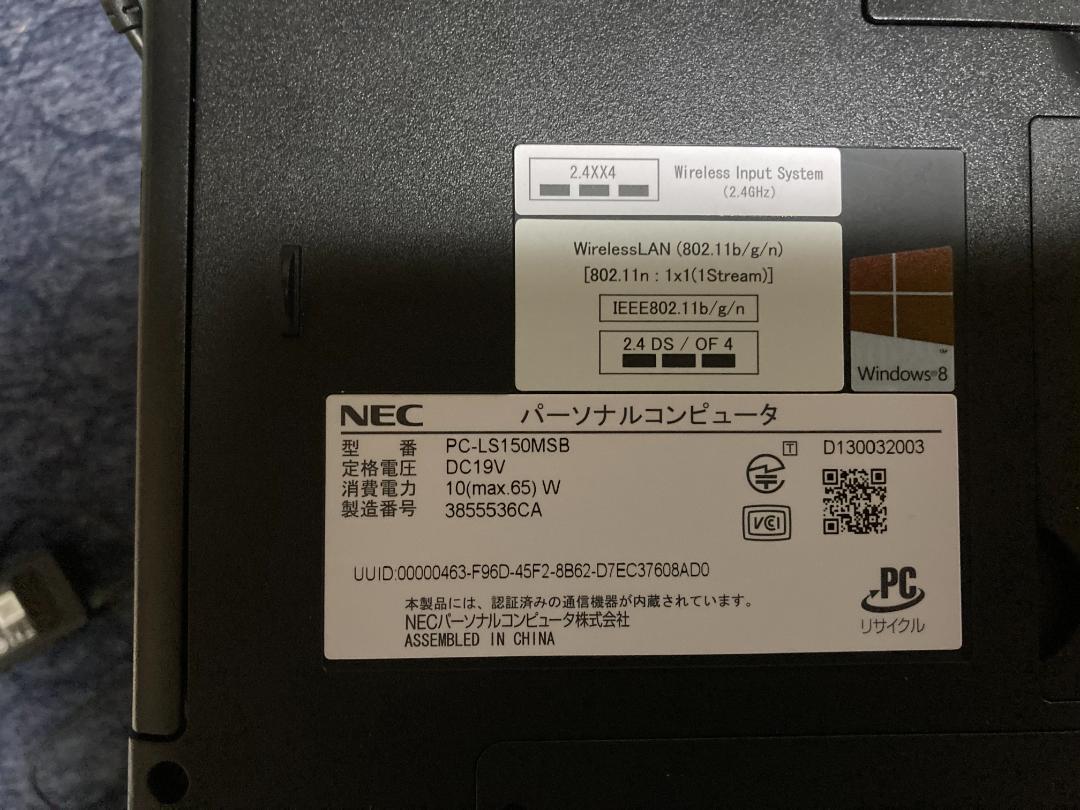 2.4XX4
Wireless Input System
(2.4GHz)
WirelessLAN (802.11b/g/n)
[802.11n : 1x1(1Stream)]
IEEE802.11b/g/n
2.4 DS / OF 4
Windows®8
NEC パーソナルコンピュータ
型 番 PC-LS150MSB
定格電圧 DC19V
消費電力 10(max.65) W
製造番号 3855536CA
T D130032003
VCI
UUID:00000463-F96D-45F2-8B62-D7EC37608AD0
本製品には、認証済みの通信機器が内蔵されています。
NECパーソナルコンピュータ株式会社
ASSEMBLED IN CHINA
PC
リサイクル